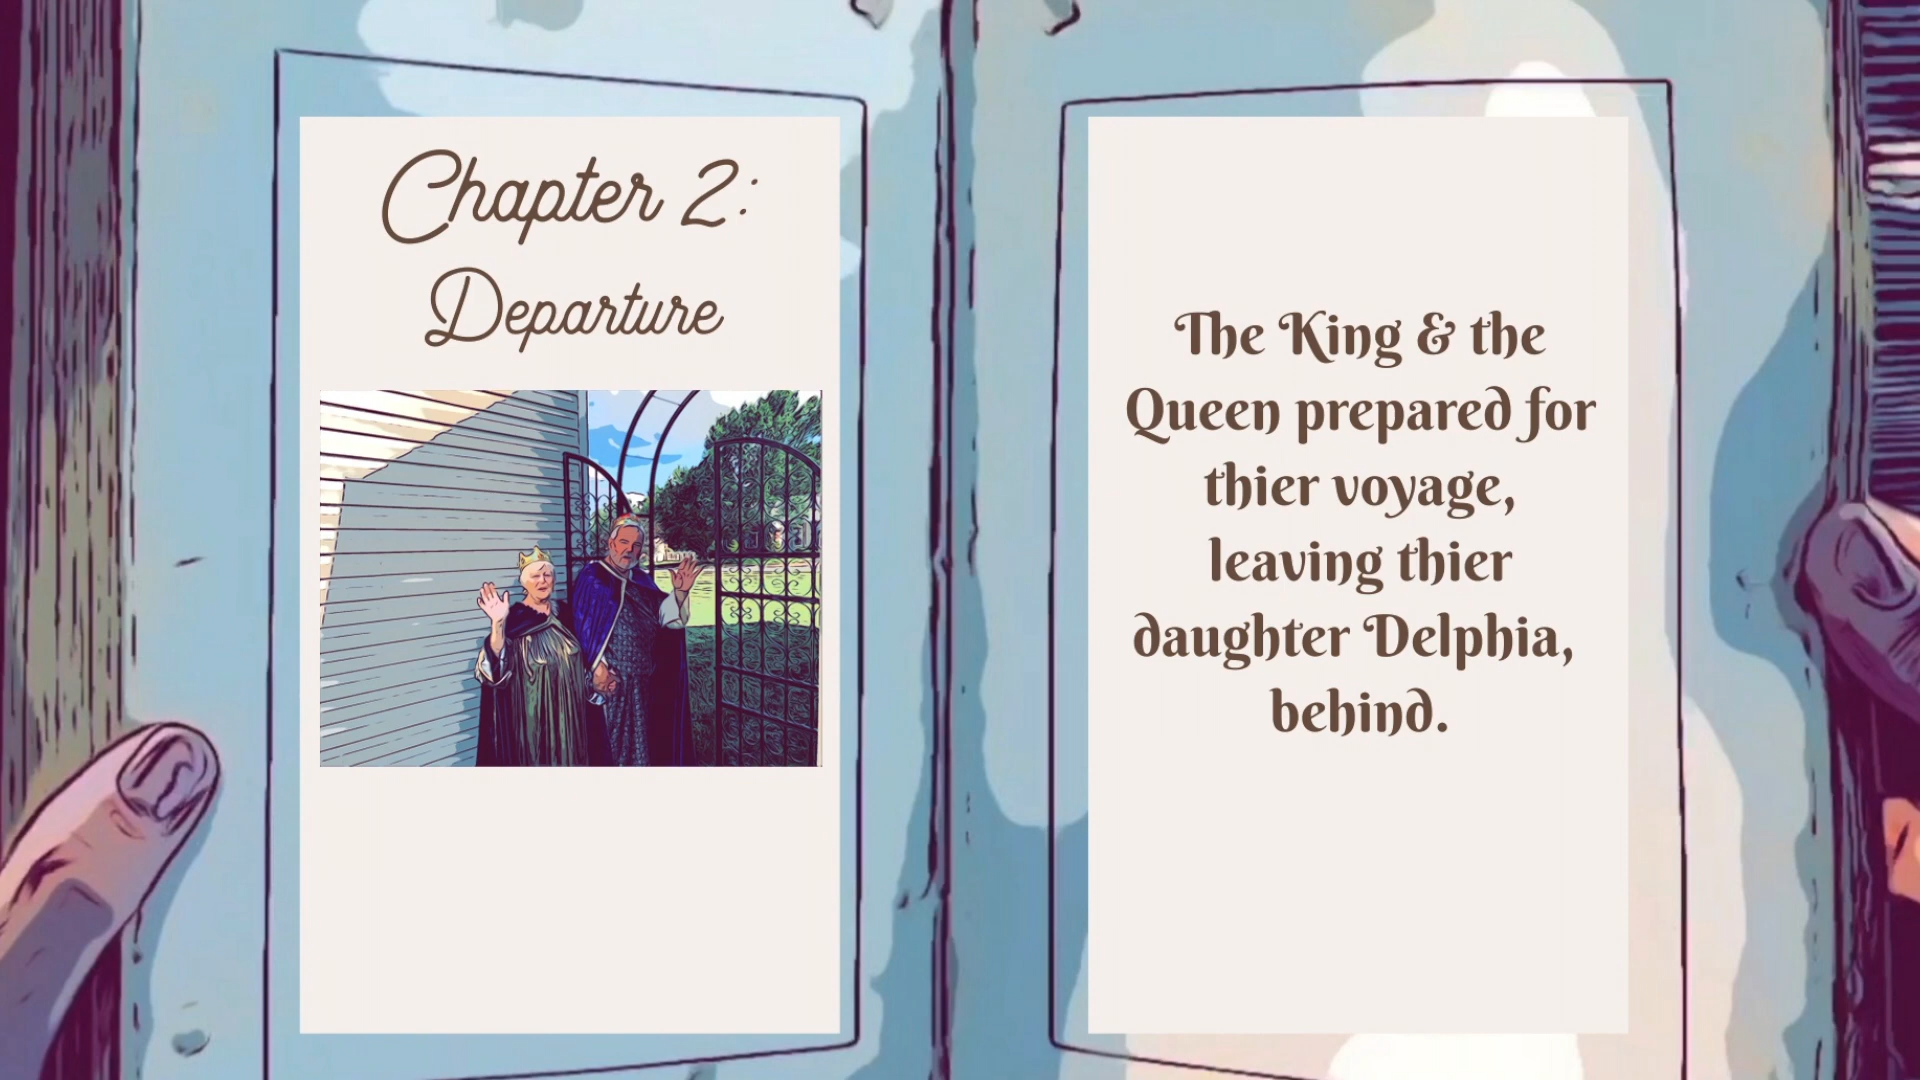 Chapter 2:
Departure
The King & the
Queen prepared for
thier voyage,
leaving thier
daughter Delphia,
behind.